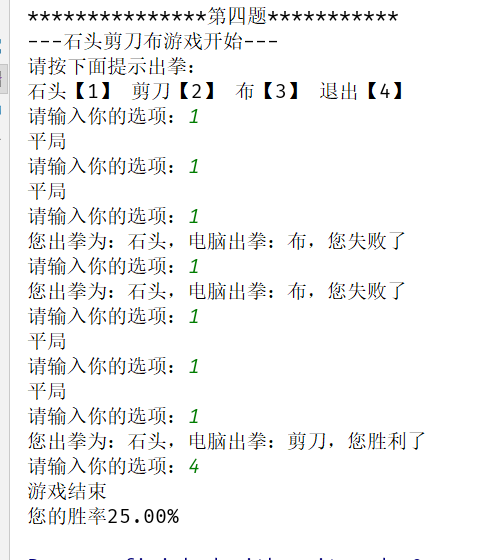 ***************第四题***********
---石头剪刀布游戏开始---
请按下面提示出拳：
石头【1】 剪刀【2】 布【3】 退出【4】
请输入你的选项：1
平局
请输入你的选项：1
平局
请输入你的选项：1
您出拳为：石头，电脑出拳：布，您失败了
请输入你的选项：1
您出拳为：石头，电脑出拳：布，您失败了
请输入你的选项：1
平局
请输入你的选项：1
平局
请输入你的选项：1
您出拳为：石头，电脑出拳：剪刀，您胜利了
请输入你的选项：4
游戏结束
您的胜率25.00%